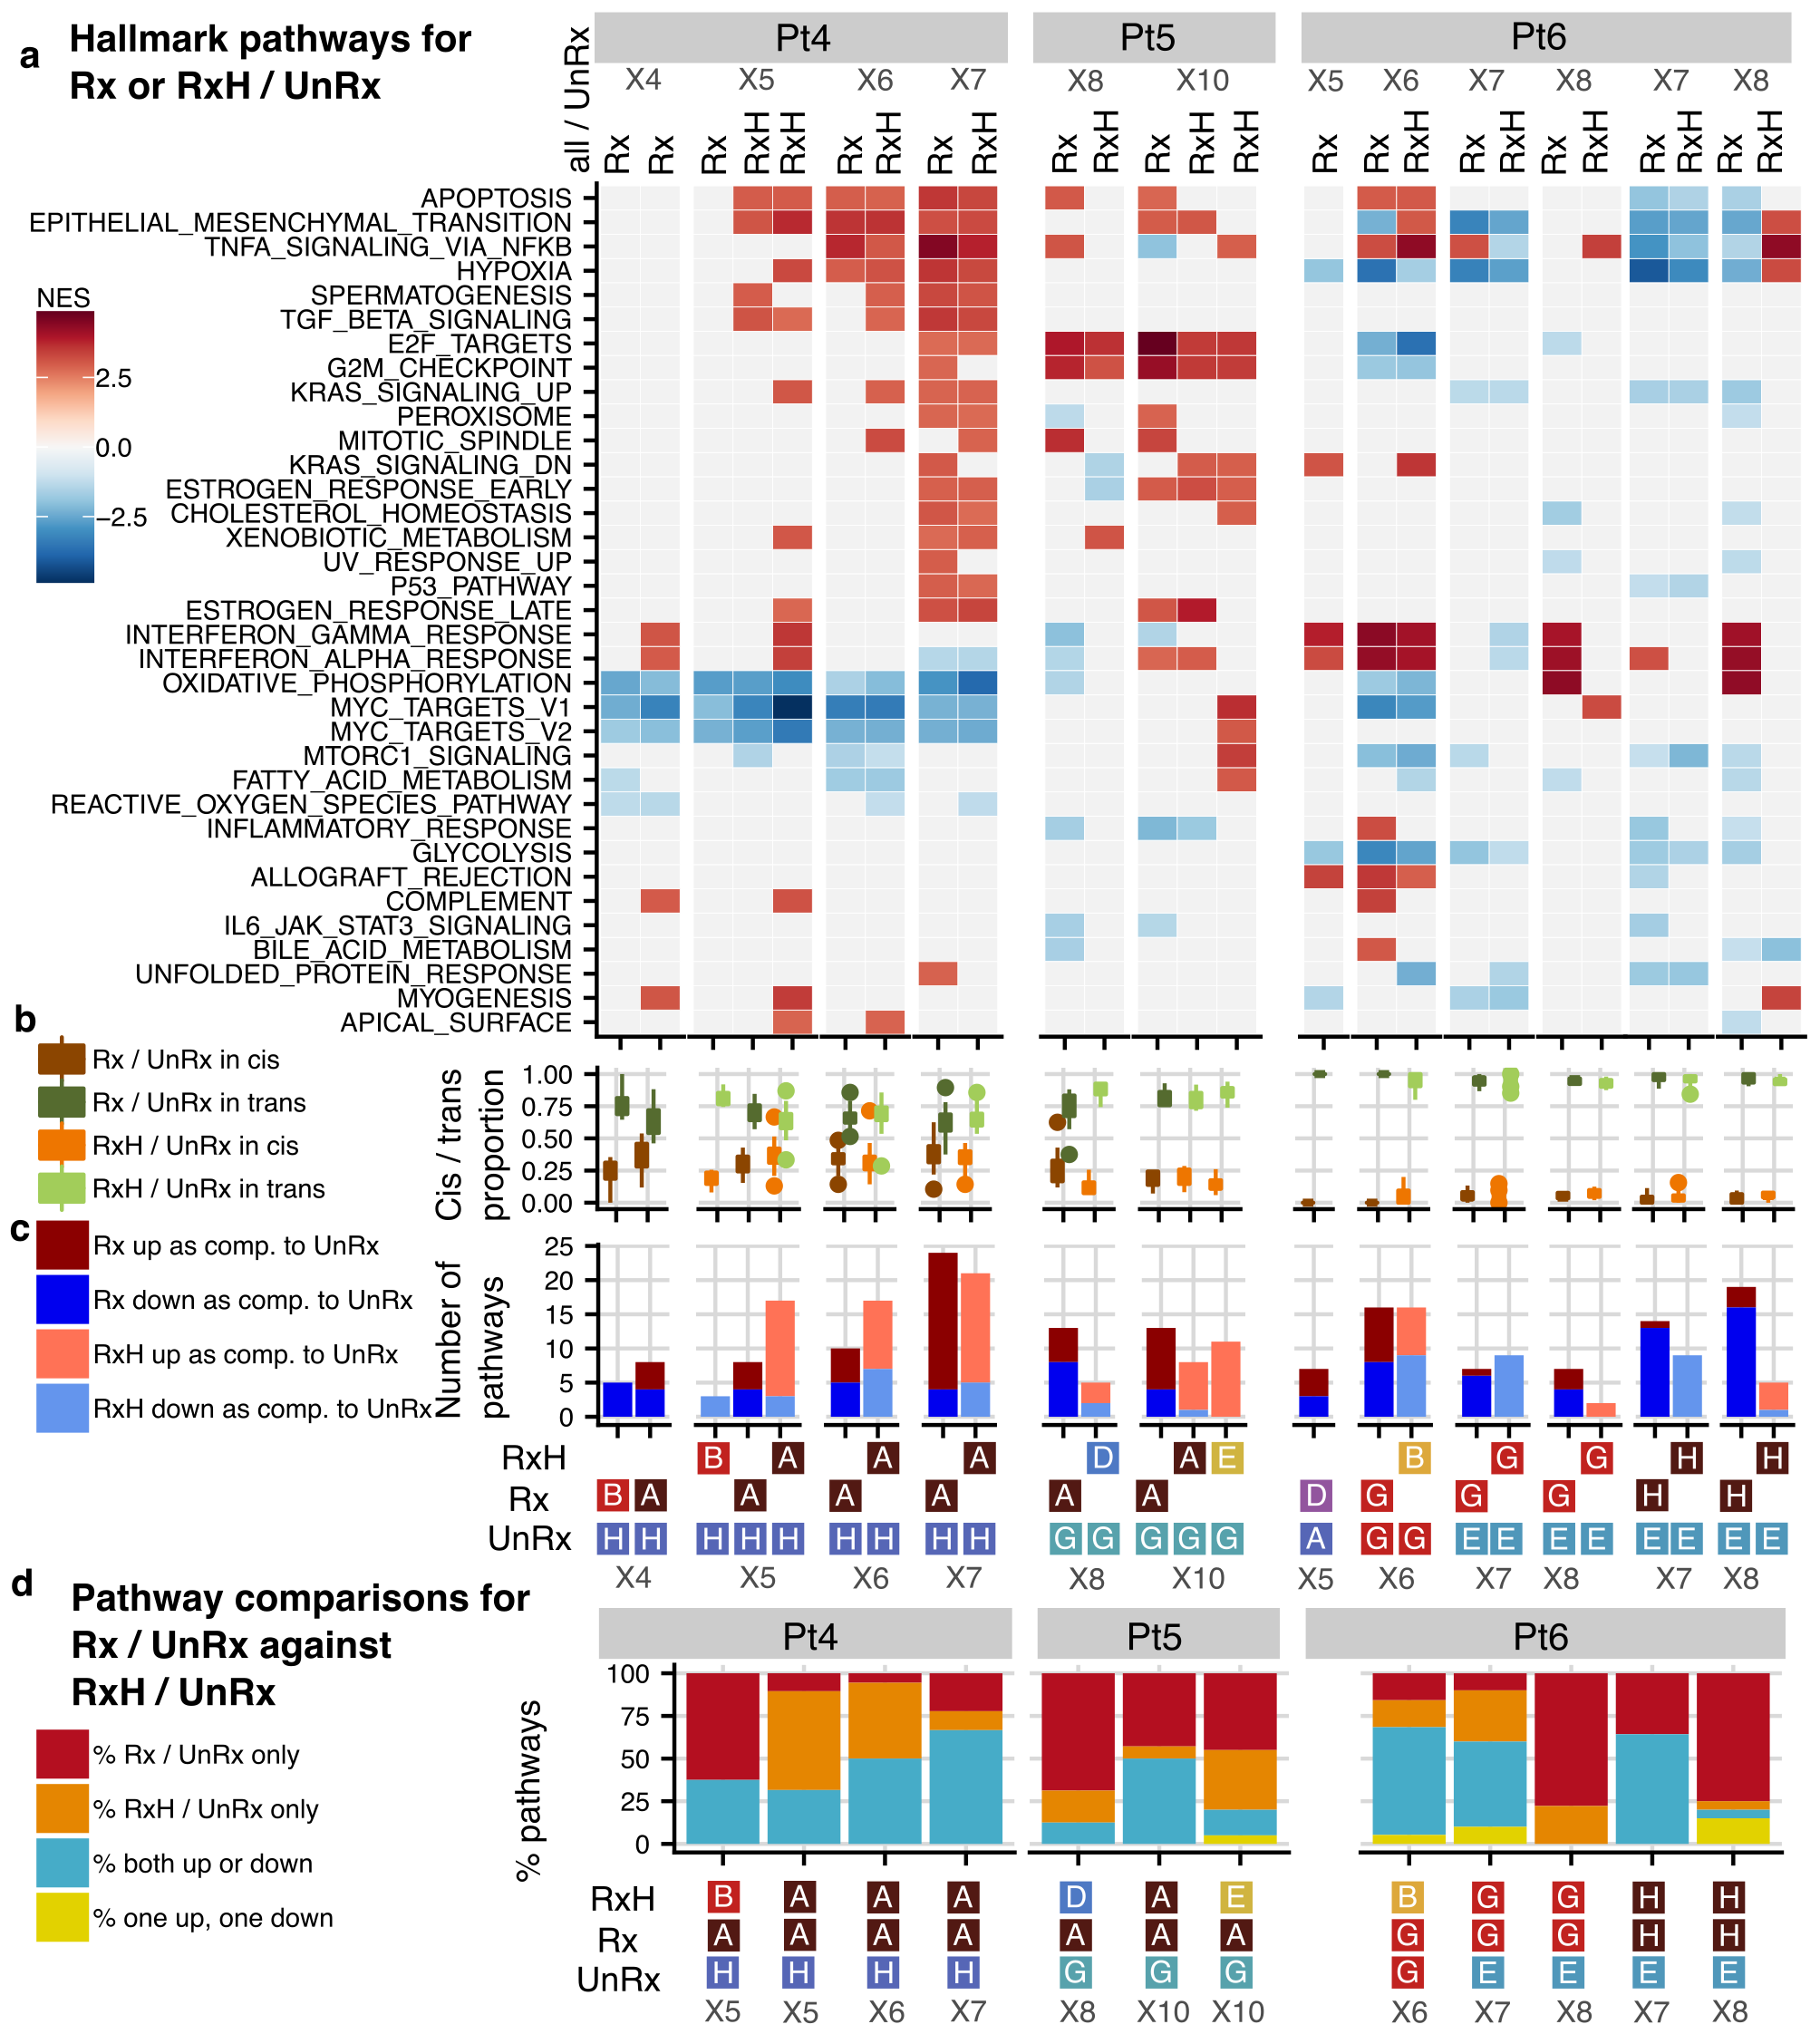 a
Hallmark pathways for
Rx or RxH / UnRx
all / UnRx
Pt4 Pt5 Pt6
X4 X5 X6 X7 X8 X10 X5 X6 X7 X8 X7 X8
Rx Rx Rx RxH RxH Rx RxH Rx RxH Rx RxH Rx RxH RxH Rx Rx RxH Rx RxH Rx RxH Rx RxH Rx RxH
APOPTOSIS
EPITHELIAL_MESENCHYMAL_TRANSITION
TNFA_SIGNALING_VIA_NFKB
HYPOXIA
SPERMATOGENESIS
TGF_BETA_SIGNALING
E2F_TARGETS
G2M_CHECKPOINT
KRAS_SIGNALING_UP
PEROXISOME
MITOTIC_SPINDLE
KRAS_SIGNALING_DN
ESTROGEN_RESPONSE_EARLY
CHOLESTEROL_HOMEOSTASIS
XENOBIOTIC_METABOLISM
UV_RESPONSE_UP
P53_PATHWAY
ESTROGEN_RESPONSE_LATE
INTERFERON_GAMMA_RESPONSE
INTERFERON_ALPHA_RESPONSE
OXIDATIVE_PHOSPHORYLATION
MYC_TARGETS_V1
MYC_TARGETS_V2
MTORC1_SIGNALING
FATTY_ACID_METABOLISM
REACTIVE_OXYGEN_SPECIES_PATHWAY
INFLAMMATORY_RESPONSE
GLYCOLYSIS
ALLOGRAFT_REJECTION
COMPLEMENT
IL6_JAK_STAT3_SIGNALING
BILE_ACID_METABOLISM
UNFOLDED_PROTEIN_RESPONSE
MYOGENESIS
APICAL_SURFACE
NES
2.5
0.0
−2.5
b
Rx / UnRx in cis
Rx / UnRx in trans
RxH / UnRx in cis
RxH / UnRx in trans
Cis / trans
proportion
1.00
0.75
0.50
0.25
0.00
c
Rx up as comp. to UnRx
Rx down as comp. to UnRx
RxH up as comp. to UnRx
RxH down as comp. to UnRx
Number of
pathways
25
20
15
10
5
0
RxH B A A A D A E B G G H H
Rx B A A A A A A D G G G H H
UnRx H H H H H H H H H G G G G G A G G E E E E E E E E
X4 X5 X6 X7 X8 X10 X5 X6 X7 X8 X7 X8
d
Pathway comparisons for
Rx / UnRx against
RxH / UnRx
% Rx / UnRx only
% RxH / UnRx only
% both up or down
% one up, one down
Pt4 Pt5 Pt6
% pathways
100
75
50
25
0
RxH B A A A D A E B G G H H
Rx A A A A A A A G G G H H
UnRx H H H H G G G G E E E E
X5 X5 X6 X7 X8 X10 X10 X6 X7 X8 X7 X8